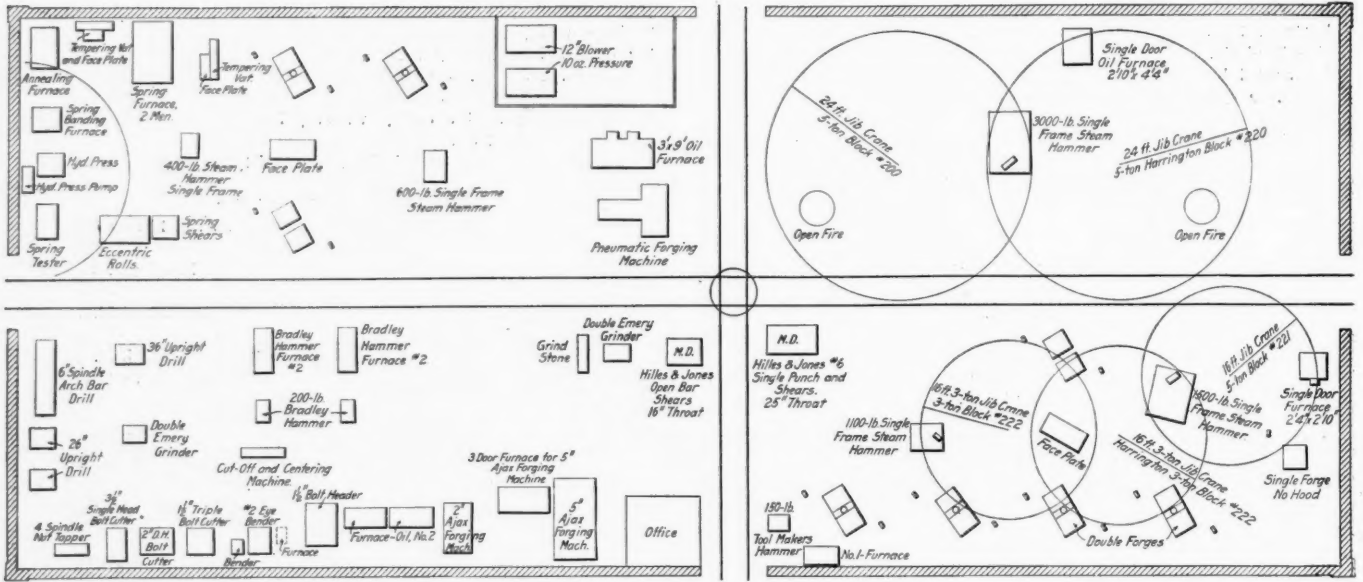 Tempering Vat
and Face Plate
Annealing
Furnace
Spring
Furnace,
2 Men.
Tempering
Vat.
Face Plate
12" Blower
10 oz. Pressure
Spring
Banding
Furnace
Hyd. Press
Hyd. Press Pump
400-lb. Steam
Hammer
Single Frame
Face Plate
600-lb. Single Frame
Steam Hammer
3'x9' Oil
Furnace
Spring
Tester
Eccentric
Rolls.
Spring
Shears
Pneumatic Forging
Machine
24 ft. Jib Crane
5-ton Block #200
Single Door
Oil Furnace
2'10"x 4'4"
3000-lb. Single
Frame Steam
Hammer
24 ft. Jib Crane
5-ton Harrington Block #220
Open Fire
Open Fire
6" Spindle
Arch Bar
Drill
36" Upright
Drill
Bradley
Hammer
Furnace
#2
Bradley
Hammer
Furnace #2
Grind
Stone
Double Emery
Grinder
M.D.
Hilles & Jones
Open Bar
Shears
16" Throat
200-lb.
Bradley
Hammer
26"
Upright
Drill
Double
Emery
Grinder
Cut-Off and Centering
Machine.
3 Door Furnace for 5"
Ajax Forging
Machine
4 Spindle
Nut Tapper
3½"
Single Head
Bolt Cutter
2" D.H.
Bolt
Cutter
1½" Triple
Bolt Cutter
#2 Eye
Bender
Bender
Furnace
1½" Bolt Header
Furnace-Oil, No.2
2"
Ajax
Forging
Mach.
5"
Ajax
Forging
Mach.
Office
M.D.
Hilles & Jones #6
Single Punch and
Shears.
25" Throat
1100-lb. Single
Frame Steam
Hammer
16 ft. 3-ton Jib Crane
3-ton Block #222
Face Plate
16 ft. 3-ton Jib Crane
Harrington 3-ton Block #222
16 ft. Jib Crane
5-ton Block #221
1500-lb. Single
Frame Steam
Hammer
Single Door
Furnace
2'4"x2'10"
Single Forge
No Hood
150-lb.
Tool Makers
Hammer
No.1-Furnace
Double Forges